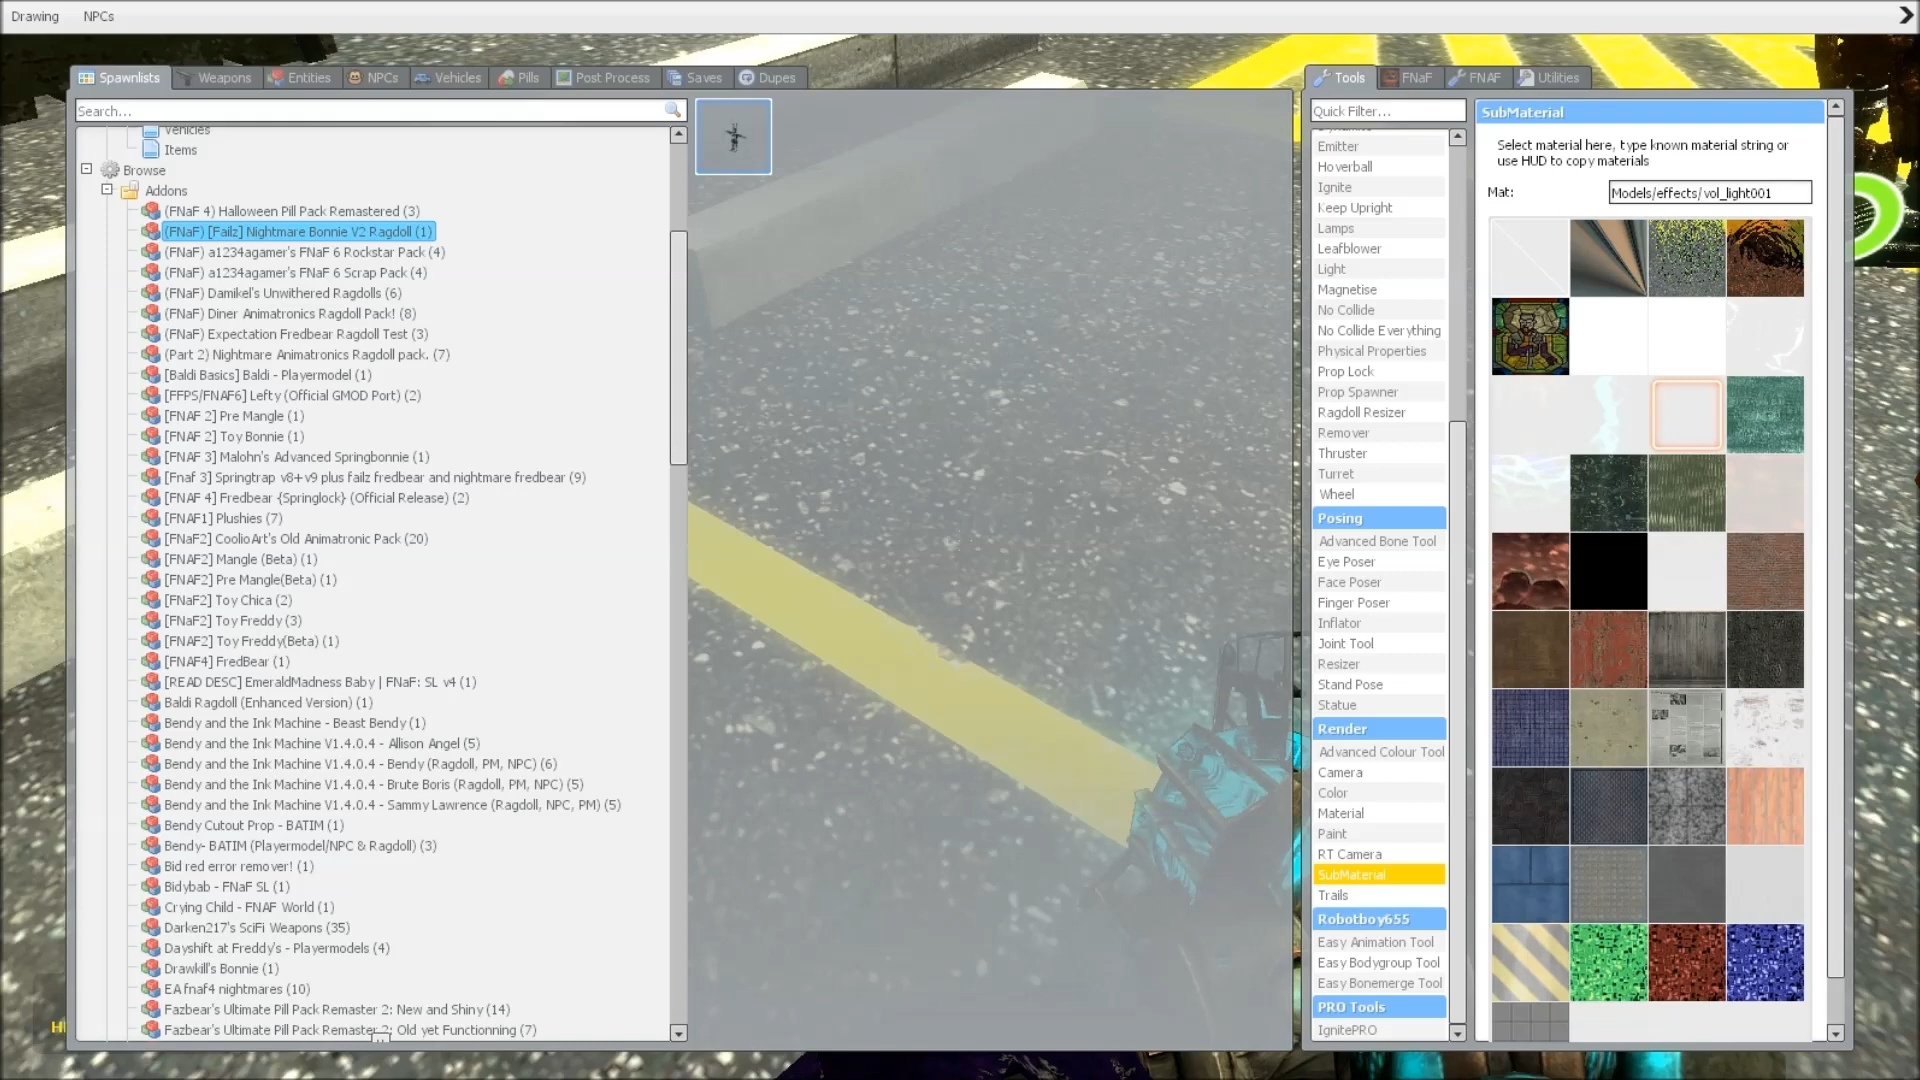 Drawing NPCs
Spawnlists Weapons Entities NPCs Vehicles Pills Post Process Saves Dupes
Search...
Vehicles
Items
Browse
Addons
(FNaF 4) Halloween Pill Pack Remastered (3)
(FNaF) [Failz] Nightmare Bonnie V2 Ragdoll (1)
(FNaF) a1234agamer's FNaF 6 Rockstar Pack (4)
(FNaF) a1234agamer's FNaF 6 Scrap Pack (4)
(FNaF) Damikel's Unwithered Ragdolls (6)
(FNaF) Diner Animatronics Ragdoll Pack! (8)
(FNaF) Expectation Fredbear Ragdoll Test (3)
(Part 2) Nightmare Animatronics Ragdoll pack. (7)
[Baldi Basics] Baldi - Playermodel (1)
[FFPS/FNAF6] Lefty (Official GMOD Port) (2)
[FNAF 2] Pre Mangle (1)
[FNAF 2] Toy Bonnie (1)
[FNAF 3] Malohn's Advanced Springbonnie (1)
[Fnaf 3] Springtrap v8+v9 plus failz fredbear and nightmare fredbear (9)
[FNAF 4] Fredbear {Springlock} (Official Release) (2)
[FNAF1] Plushies (7)
[FNaF2] CoolioArt's Old Animatronic Pack (20)
[FNAF2] Mangle (Beta) (1)
[FNAF2] Pre Mangle(Beta) (1)
[FNaF2] Toy Chica (2)
[FNaF2] Toy Freddy (3)
[FNAF2] Toy Freddy(Beta) (1)
[FNAF4] FredBear (1)
[READ DESC] EmeraldMadness Baby | FNaF: SL v4 (1)
Baldi Ragdoll (Enhanced Version) (1)
Bendy and the Ink Machine - Beast Bendy (1)
Bendy and the Ink Machine V1.4.0.4 - Allison Angel (5)
Bendy and the Ink Machine V1.4.0.4 - Bendy (Ragdoll, PM, NPC) (6)
Bendy and the Ink Machine V1.4.0.4 - Brute Boris (Ragdoll, PM, NPC) (5)
Bendy and the Ink Machine V1.4.0.4 - Sammy Lawrence (Ragdoll, NPC, PM) (5)
Bendy Cutout Prop - BATIM (1)
Bendy- BATIM (Playermodel/NPC & Ragdoll) (3)
Bid red error remover! (1)
Bidybab - FNaF SL (1)
Crying Child - FNAF World (1)
Darken217's SciFi Weapons (35)
Dayshift at Freddy's - Playermodels (4)
Drawkill's Bonnie (1)
EA fnaf4 nightmares (10)
Fazbear's Ultimate Pill Pack Remaster 2: New and Shiny (14)
Fazbear's Ultimate Pill Pack Remaster 2: Old yet Functionning (7)
Tools FNaF FNAF Utilities
Quick Filter...
Emitter
Hoverball
Ignite
Keep Upright
Lamps
Leafblower
Light
Magnetise
No Collide
No Collide Everything
Physical Properties
Prop Lock
Prop Spawner
Ragdoll Resizer
Remover
Thruster
Turret
Wheel
Posing
Advanced Bone Tool
Eye Poser
Face Poser
Finger Poser
Inflator
Joint Tool
Resizer
Stand Pose
Statue
Render
Advanced Colour Tool
Camera
Color
Material
Paint
RT Camera
SubMaterial
Trails
Robotboy655
Easy Animation Tool
Easy Bodygroup Tool
Easy Bonemerge Tool
PRO Tools
IgnitePRO
SubMaterial
Select material here, type known material string or
use HUD to copy materials
Mat: Models/effects/vol_light001